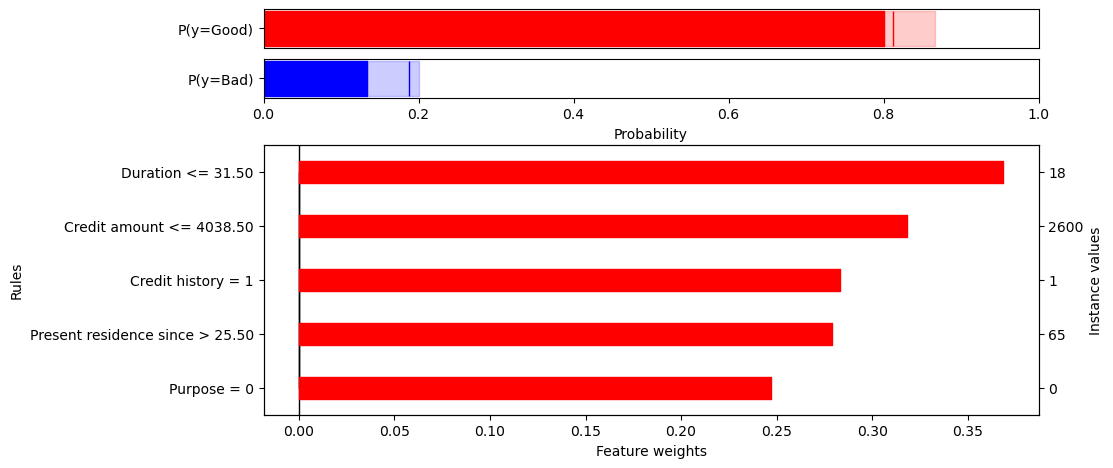 P(y=Good)
P(y=Bad)
0.0 0.2 0.4 0.6 0.8 1.0
Probability
Duration <= 31.50 18
Credit amount <= 4038.50 2600
Credit history = 1 1
Present residence since > 25.50 65
Purpose = 0 0
Rules
Instance values
0.00 0.05 0.10 0.15 0.20 0.25 0.30 0.35
Feature weights